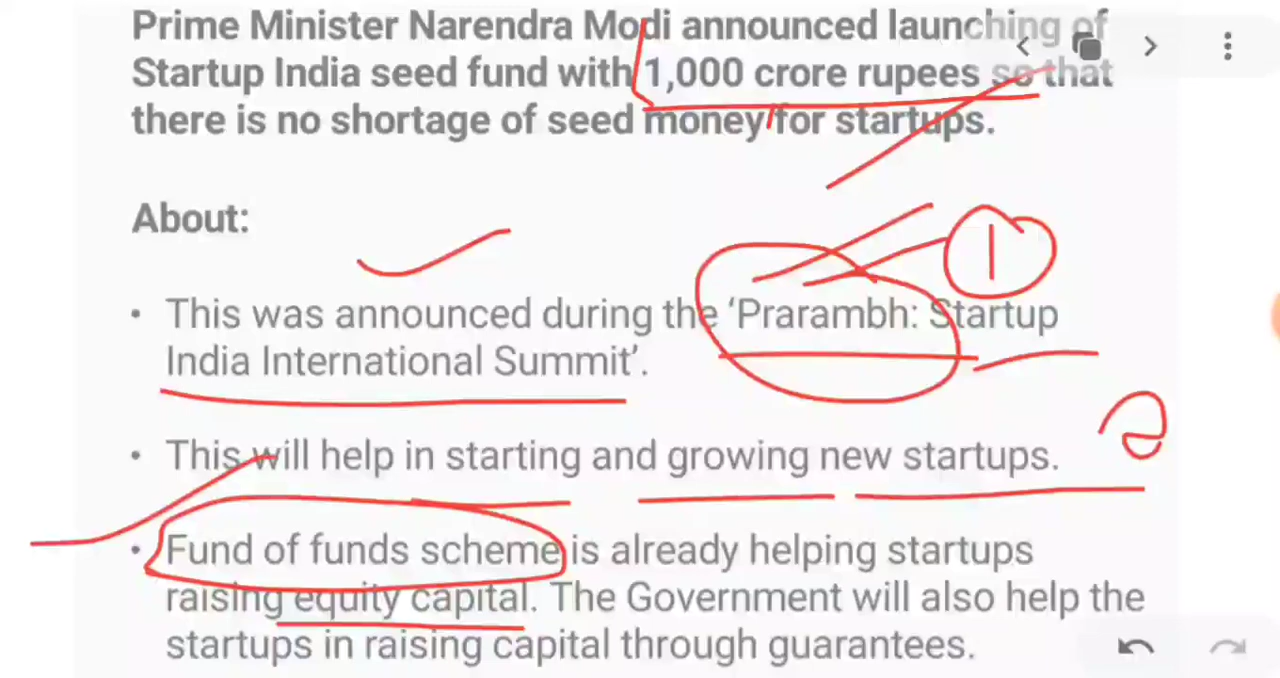 Prime Minister Narendra Modi announced launching of
Startup India seed fund with 1,000 crore rupees so that
there is no shortage of seed money for startups.
About:
1
• This was announced during the ‘Prarambh: Startup
India International Summit’.
• This will help in starting and growing new startups.
• Fund of funds scheme is already helping startups
raising equity capital. The Government will also help the
startups in raising capital through guarantees.